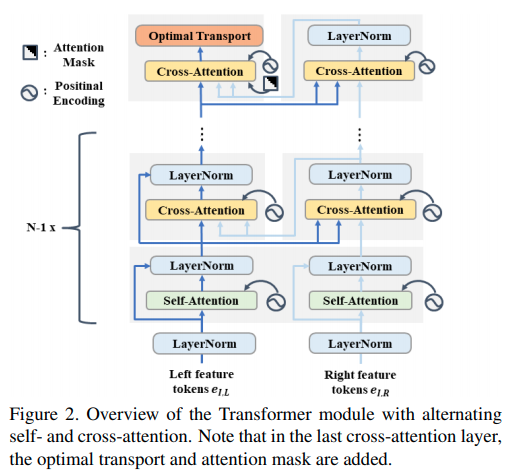 Optimal Transport
LayerNorm
: Attention
Mask
Cross-Attention
Cross-Attention
: Positinal
Encoding
LayerNorm
LayerNorm
Cross-Attention
Cross-Attention
N-1 x
LayerNorm
LayerNorm
Self-Attention
Self-Attention
LayerNorm
LayerNorm
Left feature
tokens eI,L
Right feature
tokens eI,R
Figure 2. Overview of the Transformer module with alternating
self- and cross-attention. Note that in the last cross-attention layer,
the optimal transport and attention mask are added.